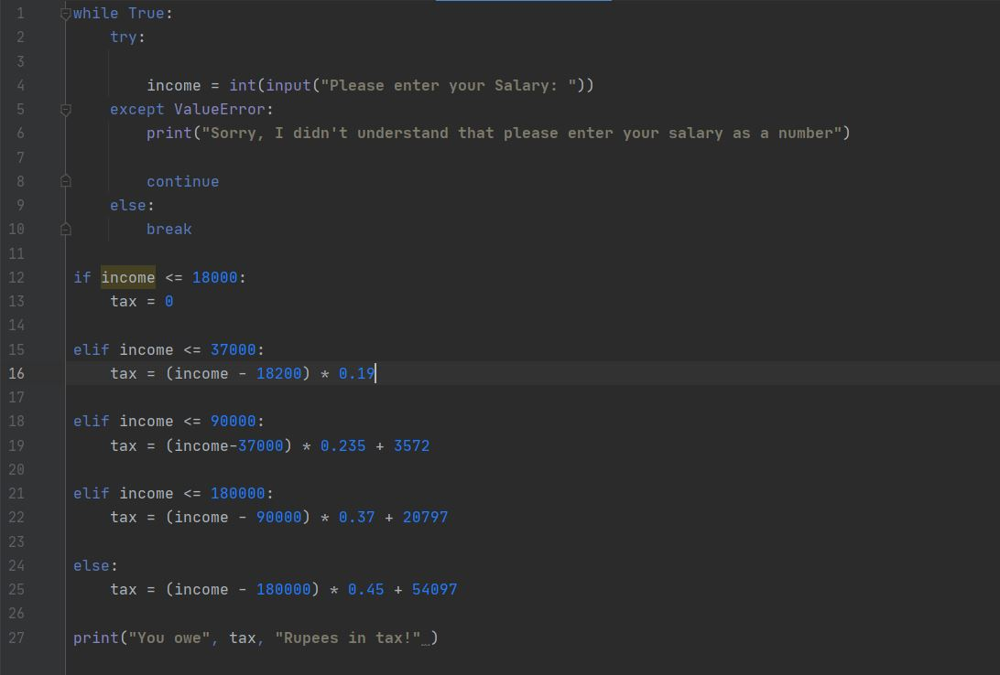 1 while True:
2     try:
3
4         income = int(input("Please enter your Salary: "))
5     except ValueError:
6         print("Sorry, I didn't understand that please enter your salary as a number")
7
8         continue
9     else:
10         break
11
12 if income <= 18000:
13     tax = 0
14
15 elif income <= 37000:
16     tax = (income - 18200) * 0.19
17
18 elif income <= 90000:
19     tax = (income-37000) * 0.235 + 3572
20
21 elif income <= 180000:
22     tax = (income - 90000) * 0.37 + 20797
23
24 else:
25     tax = (income - 180000) * 0.45 + 54097
26
27 print("You owe", tax, "Rupees in tax!" )